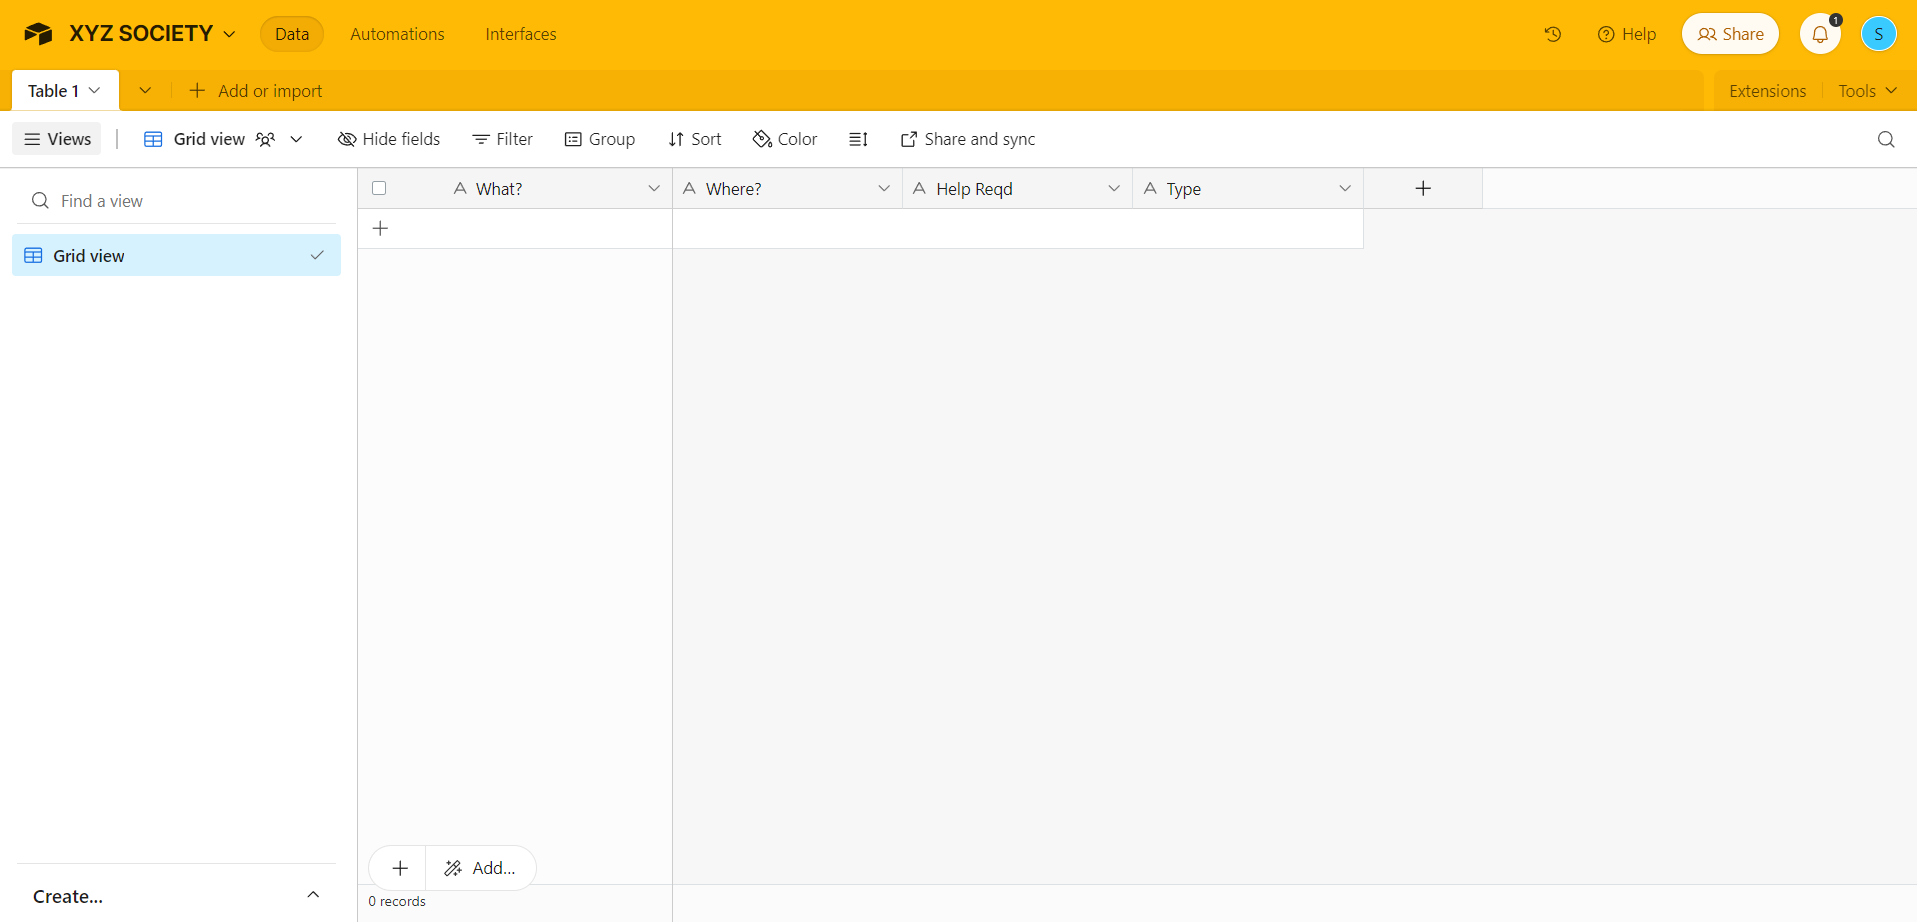 XYZ SOCIETY Data Automations Interfaces Help Share 1 S
Table 1 Add or import Extensions Tools
Views Grid view Hide fields Filter Group Sort Color Share and sync
Find a view
What? Where? Help Reqd Type
Grid view
Add...
Create...
0 records